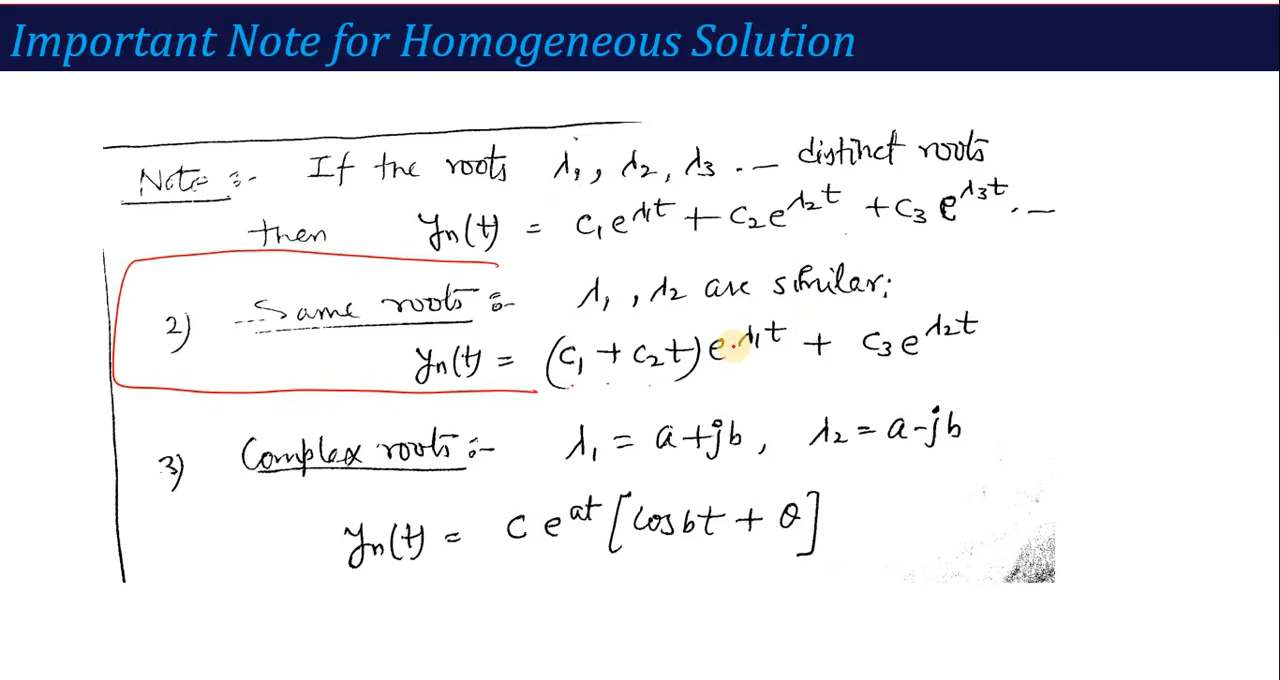 Important Note for Homogeneous Solution
Note :- If the roots λ₁, λ₂, λ₃ .-- distinct roots
then yₙ(t) = C₁e^λ₁t + C₂e^λ₂t + C₃e^λ₃t . --
2) Same roots :- λ₁, λ₂ are similar;
yₙ(t) = (C₁ + C₂t)e^λ₁t + C₃e^λ₂t
3) Complex roots :- λ₁ = a+jb, λ₂ = a-jb
yₙ(t) = C e^at [cosbt + θ]